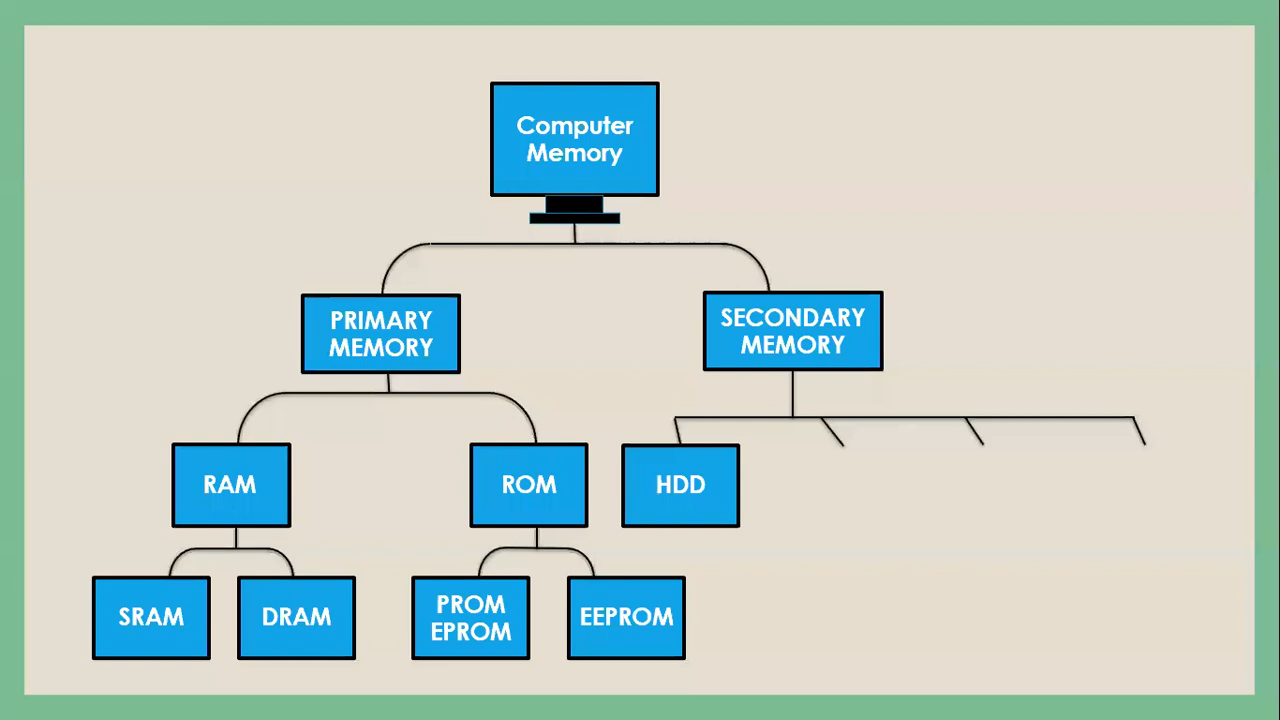 Computer
Memory
PRIMARY
MEMORY
SECONDARY
MEMORY
RAM
ROM
HDD
SRAM
DRAM
PROM
EPROM
EEPROM